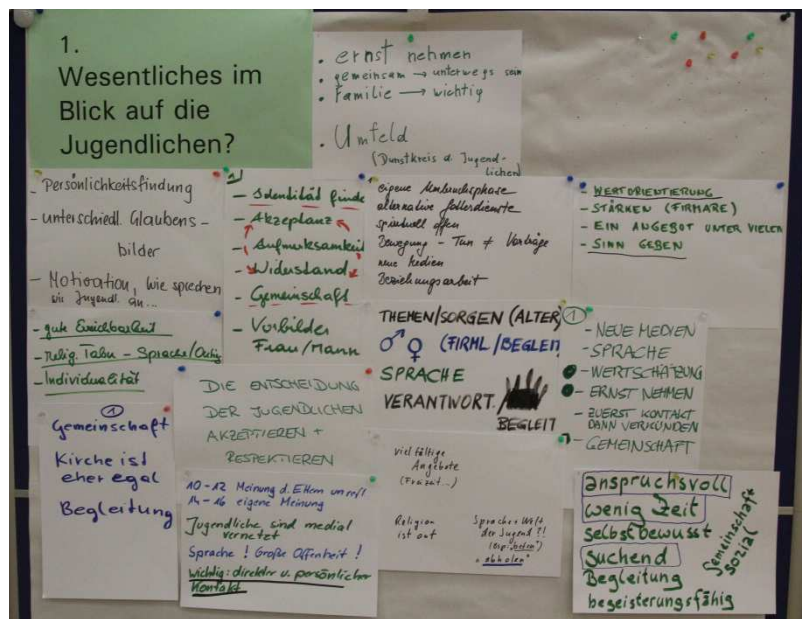 1.
Wesentliches im
Blick auf die
Jugendlichen?
• ernst nehmen
• gemeinsam → unterwegs sein
• Familie → wichtig
• Umfeld
(Dunstkreis d. Jugend-
lichen)
- Persönlichkeitsfindung
- unterschiedl. Glaubens-
bilder
- Motivation, wie sprechen
wir Jugendl. an...
- Identität finde
- Akzeptanz
- Aufmerksamkeit
- Widerstand
- Gemeinschaft
- Vorbilder
Frau/Mann
eigene Umbruchsphase
alternative Gottesdienste
spirituell offen
Bewegung - Tun ≠ Vorträge
neue Medien
Beziehungsarbeit
- WERTORIENTIERUNG
- STÄRKEN (FIRMARE)
- EIN ANGEBOT UNTER VIELEN
- SINN GEBEN
- gute Erreichbarkeit
- relig. Tabu - Sprache/Outing
- Individualität
THEMEN/SORGEN (ALTER)
♂ ♀ (FIRML/BEGLEIT
SPRACHE
VERANTWORT.
BEGLEIT
1
- NEUE MEDIEN
- SPRACHE
- WERTSCHÄTZUNG
- ERNST NEHMEN
- ZUERST KONTAKT
DANN VERKÜNDEN
- GEMEINSCHAFT
1
Gemeinschaft
Kirche ist
eher egal
Begleitung
DIE ENTSCHEIDUNG
DER JUGENDLICHEN
AKZEPTIEREN +
RESPEKTIEREN
10-12 Meinung d. Eltern
14-16 eigene Meinung
Jugendliche sind medial
vernetzt
Sprache! Große Offenheit!
wichtig: direkter u. persönlicher
Kontakt
vielfältige
Angebote
(Freizeit...)
Religion
ist out
Sprache + Welt
der Jugend?!
"abholen"
anspruchsvoll
wenig Zeit
selbstbewusst
suchend
Begleitung
begeisterungsfähig
Gemeinschaft
sozial